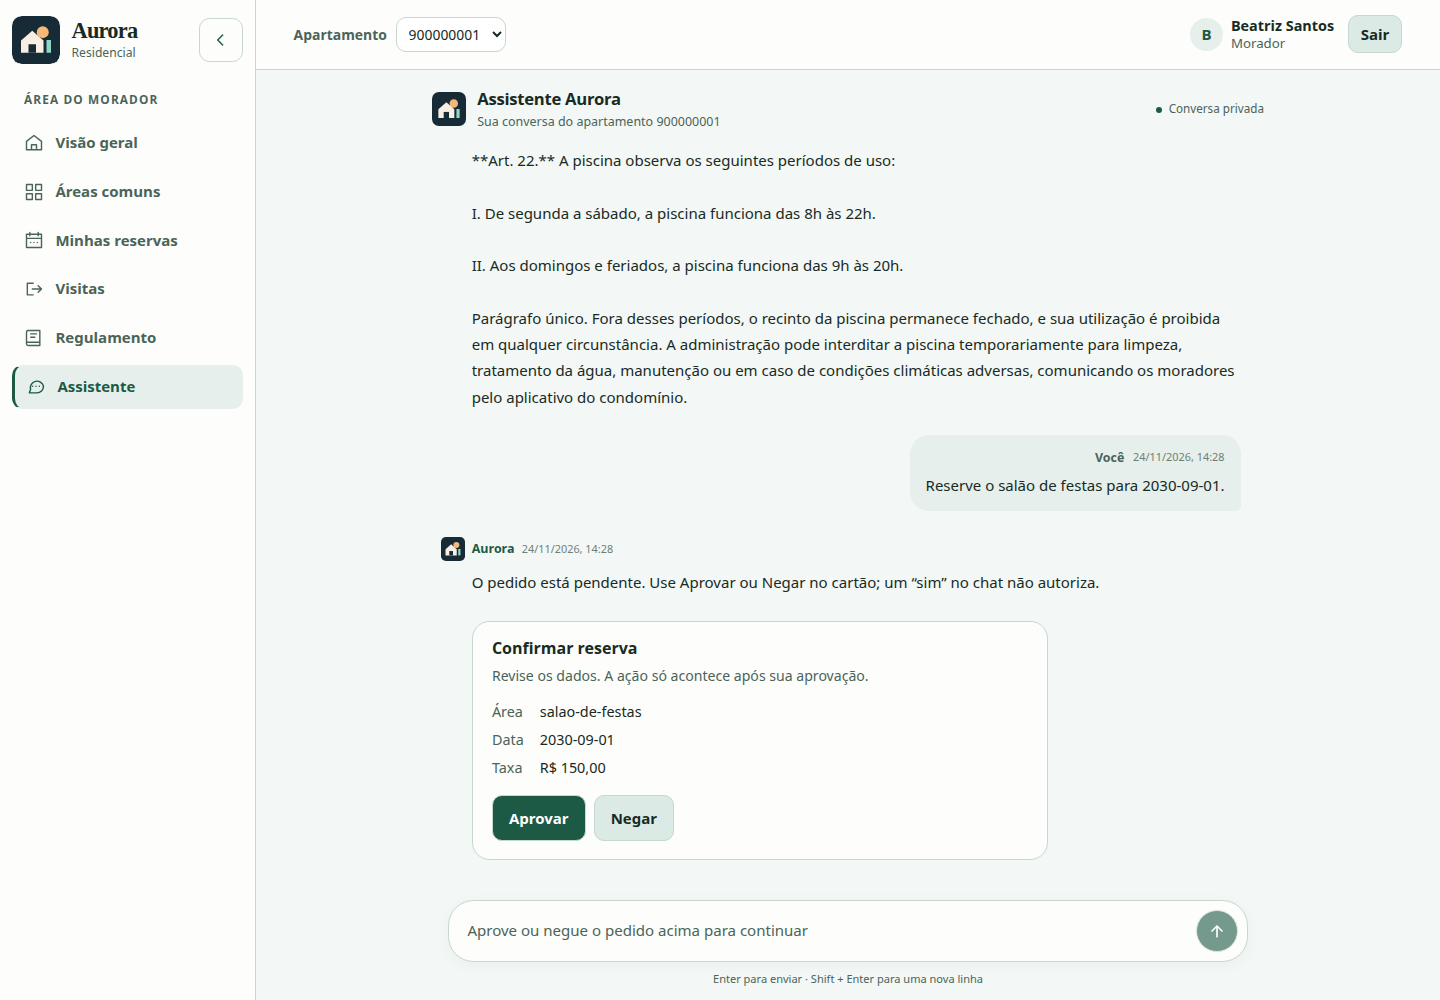 Aurora
Residencial
ÁREA DO MORADOR
Visão geral
Áreas comuns
Minhas reservas
Visitas
Regulamento
Assistente
Apartamento 900000001
B
Beatriz Santos
Morador
Sair
Assistente Aurora
Sua conversa do apartamento 900000001
Conversa privada
**Art. 22.** A piscina observa os seguintes períodos de uso:
I. De segunda a sábado, a piscina funciona das 8h às 22h.
II. Aos domingos e feriados, a piscina funciona das 9h às 20h.
Parágrafo único. Fora desses períodos, o recinto da piscina permanece fechado, e sua utilização é proibida
em qualquer circunstância. A administração pode interditar a piscina temporariamente para limpeza,
tratamento da água, manutenção ou em caso de condições climáticas adversas, comunicando os moradores
pelo aplicativo do condomínio.
Você 24/11/2026, 14:28
Reserve o salão de festas para 2030-09-01.
Aurora 24/11/2026, 14:28
O pedido está pendente. Use Aprovar ou Negar no cartão; um “sim” no chat não autoriza.
Confirmar reserva
Revise os dados. A ação só acontece após sua aprovação.
Área salao-de-festas
Data 2030-09-01
Taxa R$ 150,00
Aprovar Negar
Aprove ou negue o pedido acima para continuar
Enter para enviar · Shift + Enter para uma nova linha